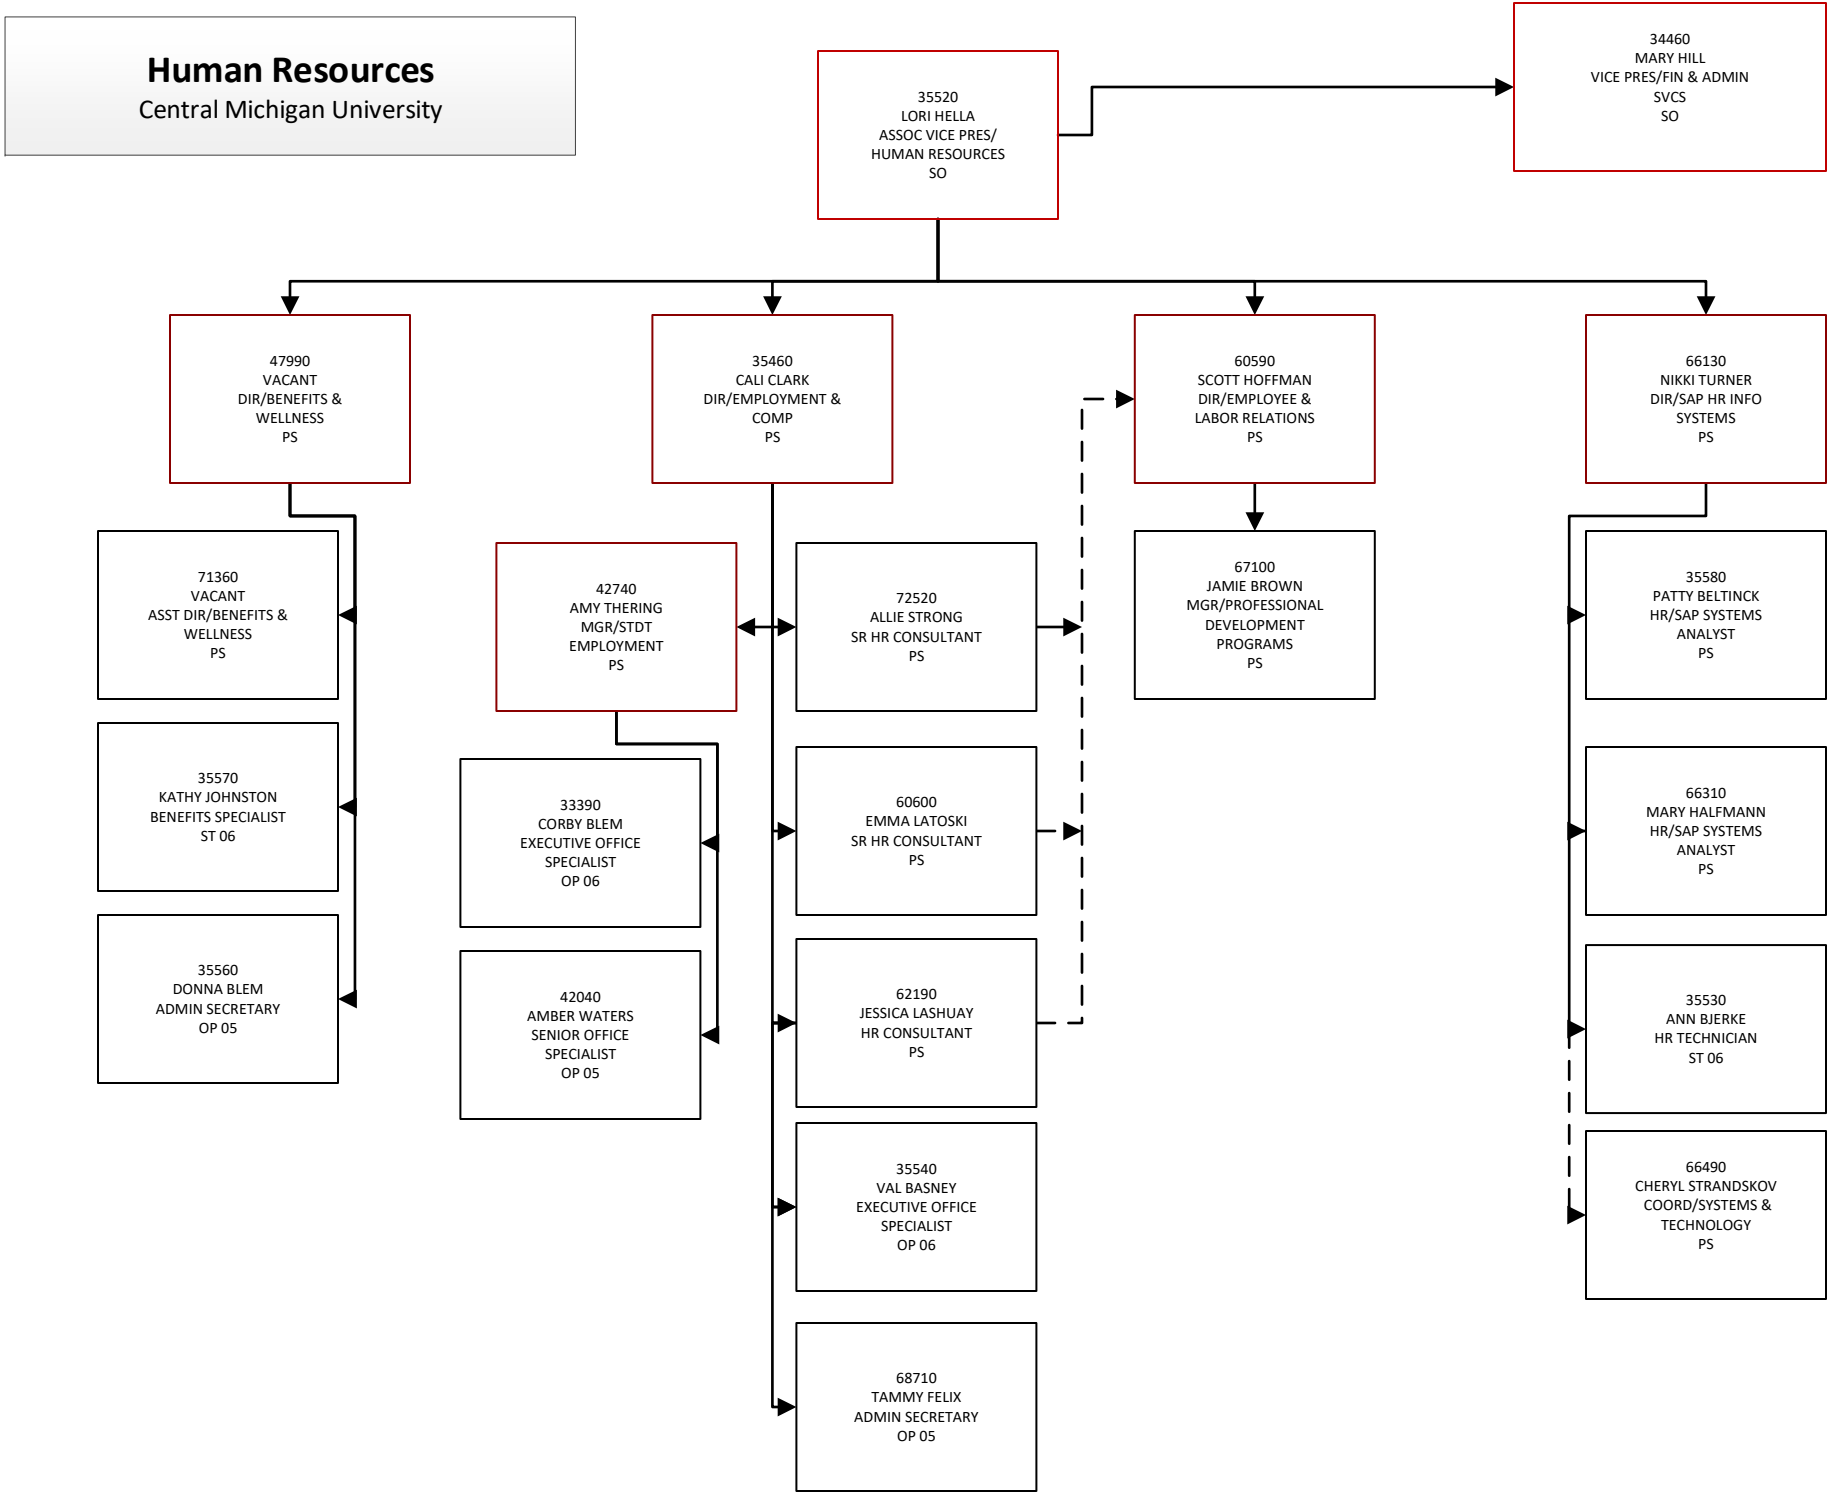 Human Resources
Central Michigan University
35520
LORI HELLA
ASSOC VICE PRES/
HUMAN RESOURCES
SO
34460
MARY HILL
VICE PRES/FIN & ADMIN
SVCS
SO
47990
VACANT
DIR/BENEFITS &
WELLNESS
PS
35460
CALI CLARK
DIR/EMPLOYMENT &
COMP
PS
60590
SCOTT HOFFMAN
DIR/EMPLOYEE &
LABOR RELATIONS
PS
66130
NIKKI TURNER
DIR/SAP HR INFO
SYSTEMS
PS
71360
VACANT
ASST DIR/BENEFITS &
WELLNESS
PS
35570
KATHY JOHNSTON
BENEFITS SPECIALIST
ST 06
35560
DONNA BLEM
ADMIN SECRETARY
OP 05
42740
AMY THERING
MGR/STDT
EMPLOYMENT
PS
33390
CORBY BLEM
EXECUTIVE OFFICE
SPECIALIST
OP 06
42040
AMBER WATERS
SENIOR OFFICE
SPECIALIST
OP 05
72520
ALLIE STRONG
SR HR CONSULTANT
PS
60600
EMMA LATOSKI
SR HR CONSULTANT
PS
62190
JESSICA LASHUAY
HR CONSULTANT
PS
35540
VAL BASNEY
EXECUTIVE OFFICE
SPECIALIST
OP 06
68710
TAMMY FELIX
ADMIN SECRETARY
OP 05
67100
JAMIE BROWN
MGR/PROFESSIONAL
DEVELOPMENT
PROGRAMS
PS
35580
PATTY BELTINCK
HR/SAP SYSTEMS
ANALYST
PS
66310
MARY HALFMANN
HR/SAP SYSTEMS
ANALYST
PS
35530
ANN BJERKE
HR TECHNICIAN
ST 06
66490
CHERYL STRANDSKOV
COORD/SYSTEMS &
TECHNOLOGY
PS